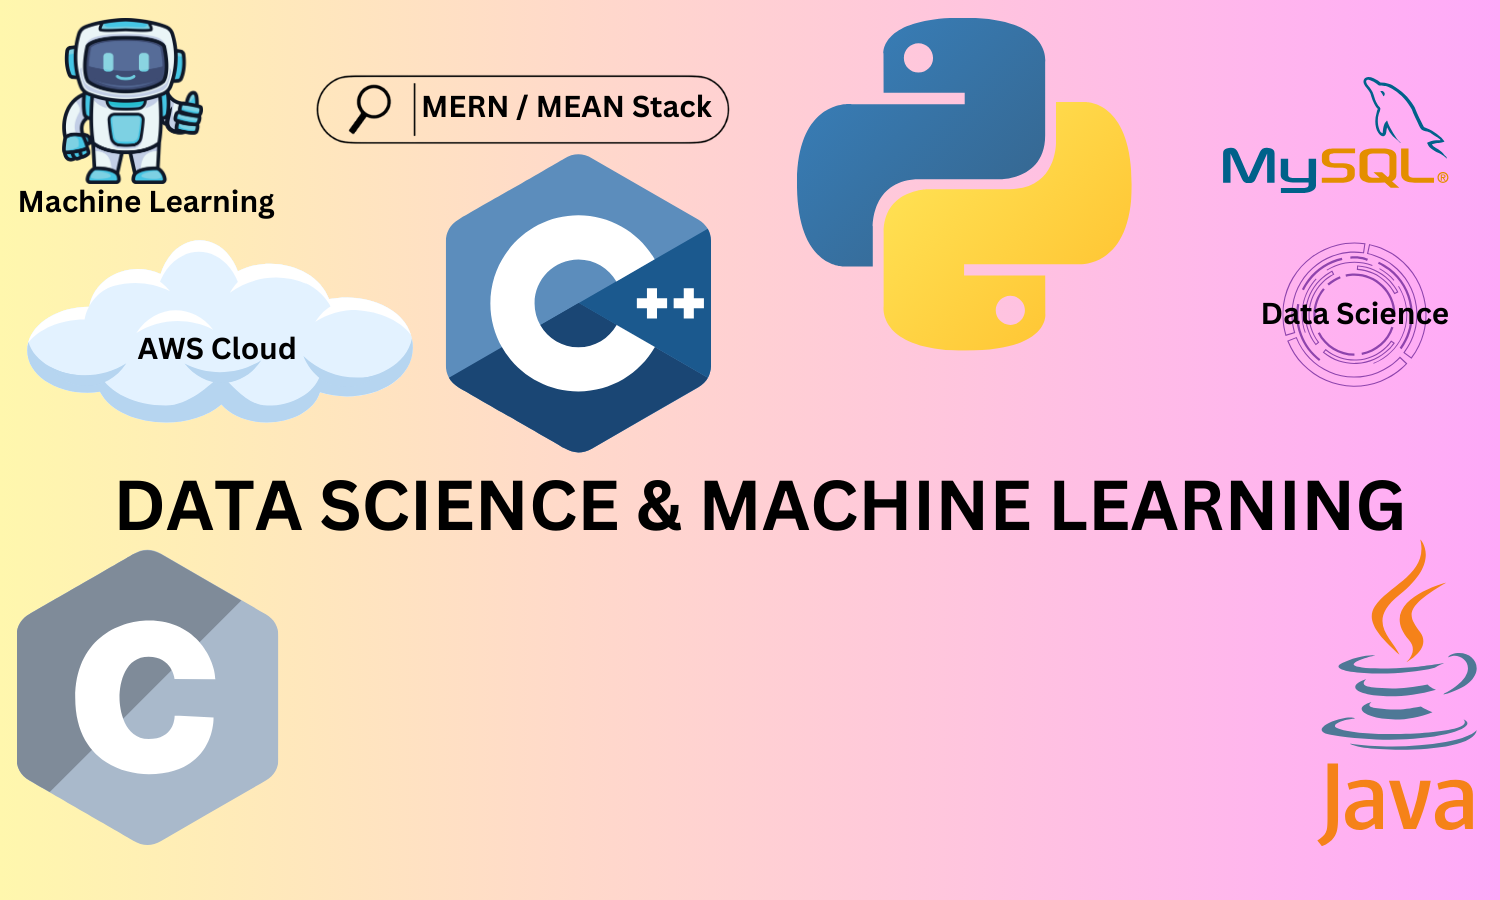 MERN / MEAN Stack
MySQL®
Machine Learning
C++
Data Science
AWS Cloud
DATA SCIENCE & MACHINE LEARNING
C
Java